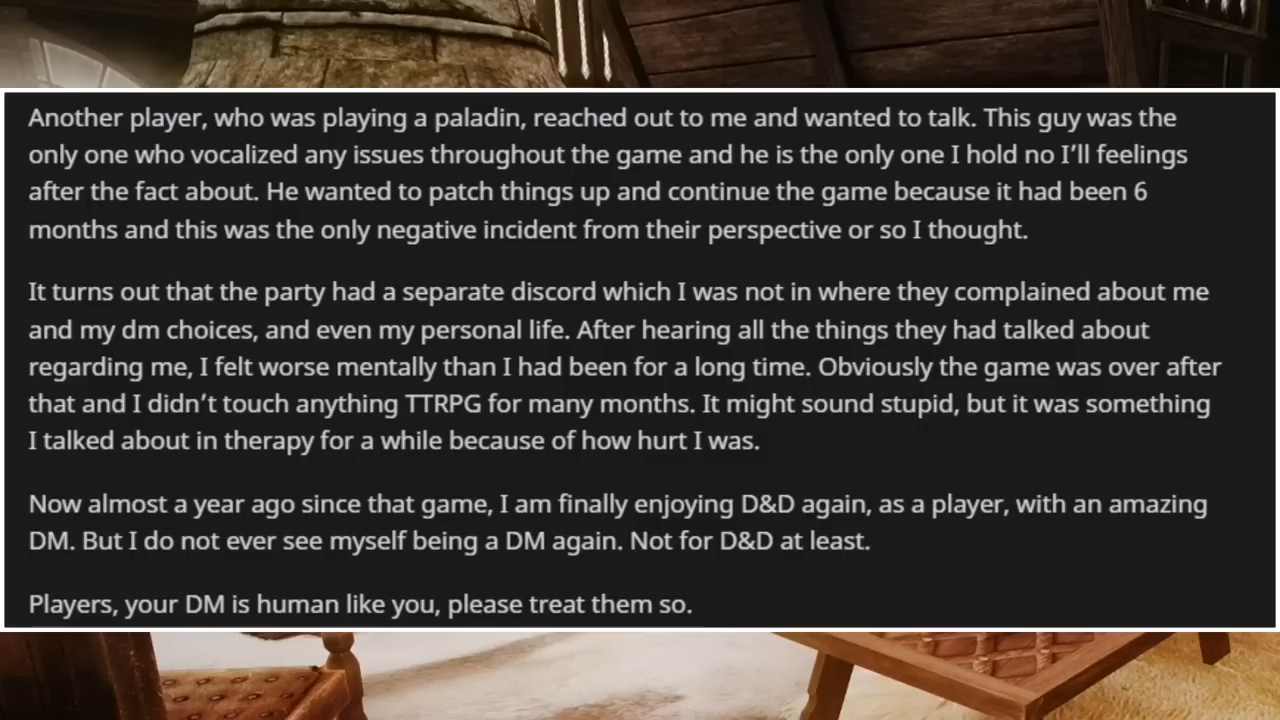 Another player, who was playing a paladin, reached out to me and wanted to talk. This guy was the
only one who vocalized any issues throughout the game and he is the only one I hold no I’ll feelings
after the fact about. He wanted to patch things up and continue the game because it had been 6
months and this was the only negative incident from their perspective or so I thought.
It turns out that the party had a separate discord which I was not in where they complained about me
and my dm choices, and even my personal life. After hearing all the things they had talked about
regarding me, I felt worse mentally than I had been for a long time. Obviously the game was over after
that and I didn’t touch anything TTRPG for many months. It might sound stupid, but it was something
I talked about in therapy for a while because of how hurt I was.
Now almost a year ago since that game, I am finally enjoying D&D again, as a player, with an amazing
DM. But I do not ever see myself being a DM again. Not for D&D at least.
Players, your DM is human like you, please treat them so.